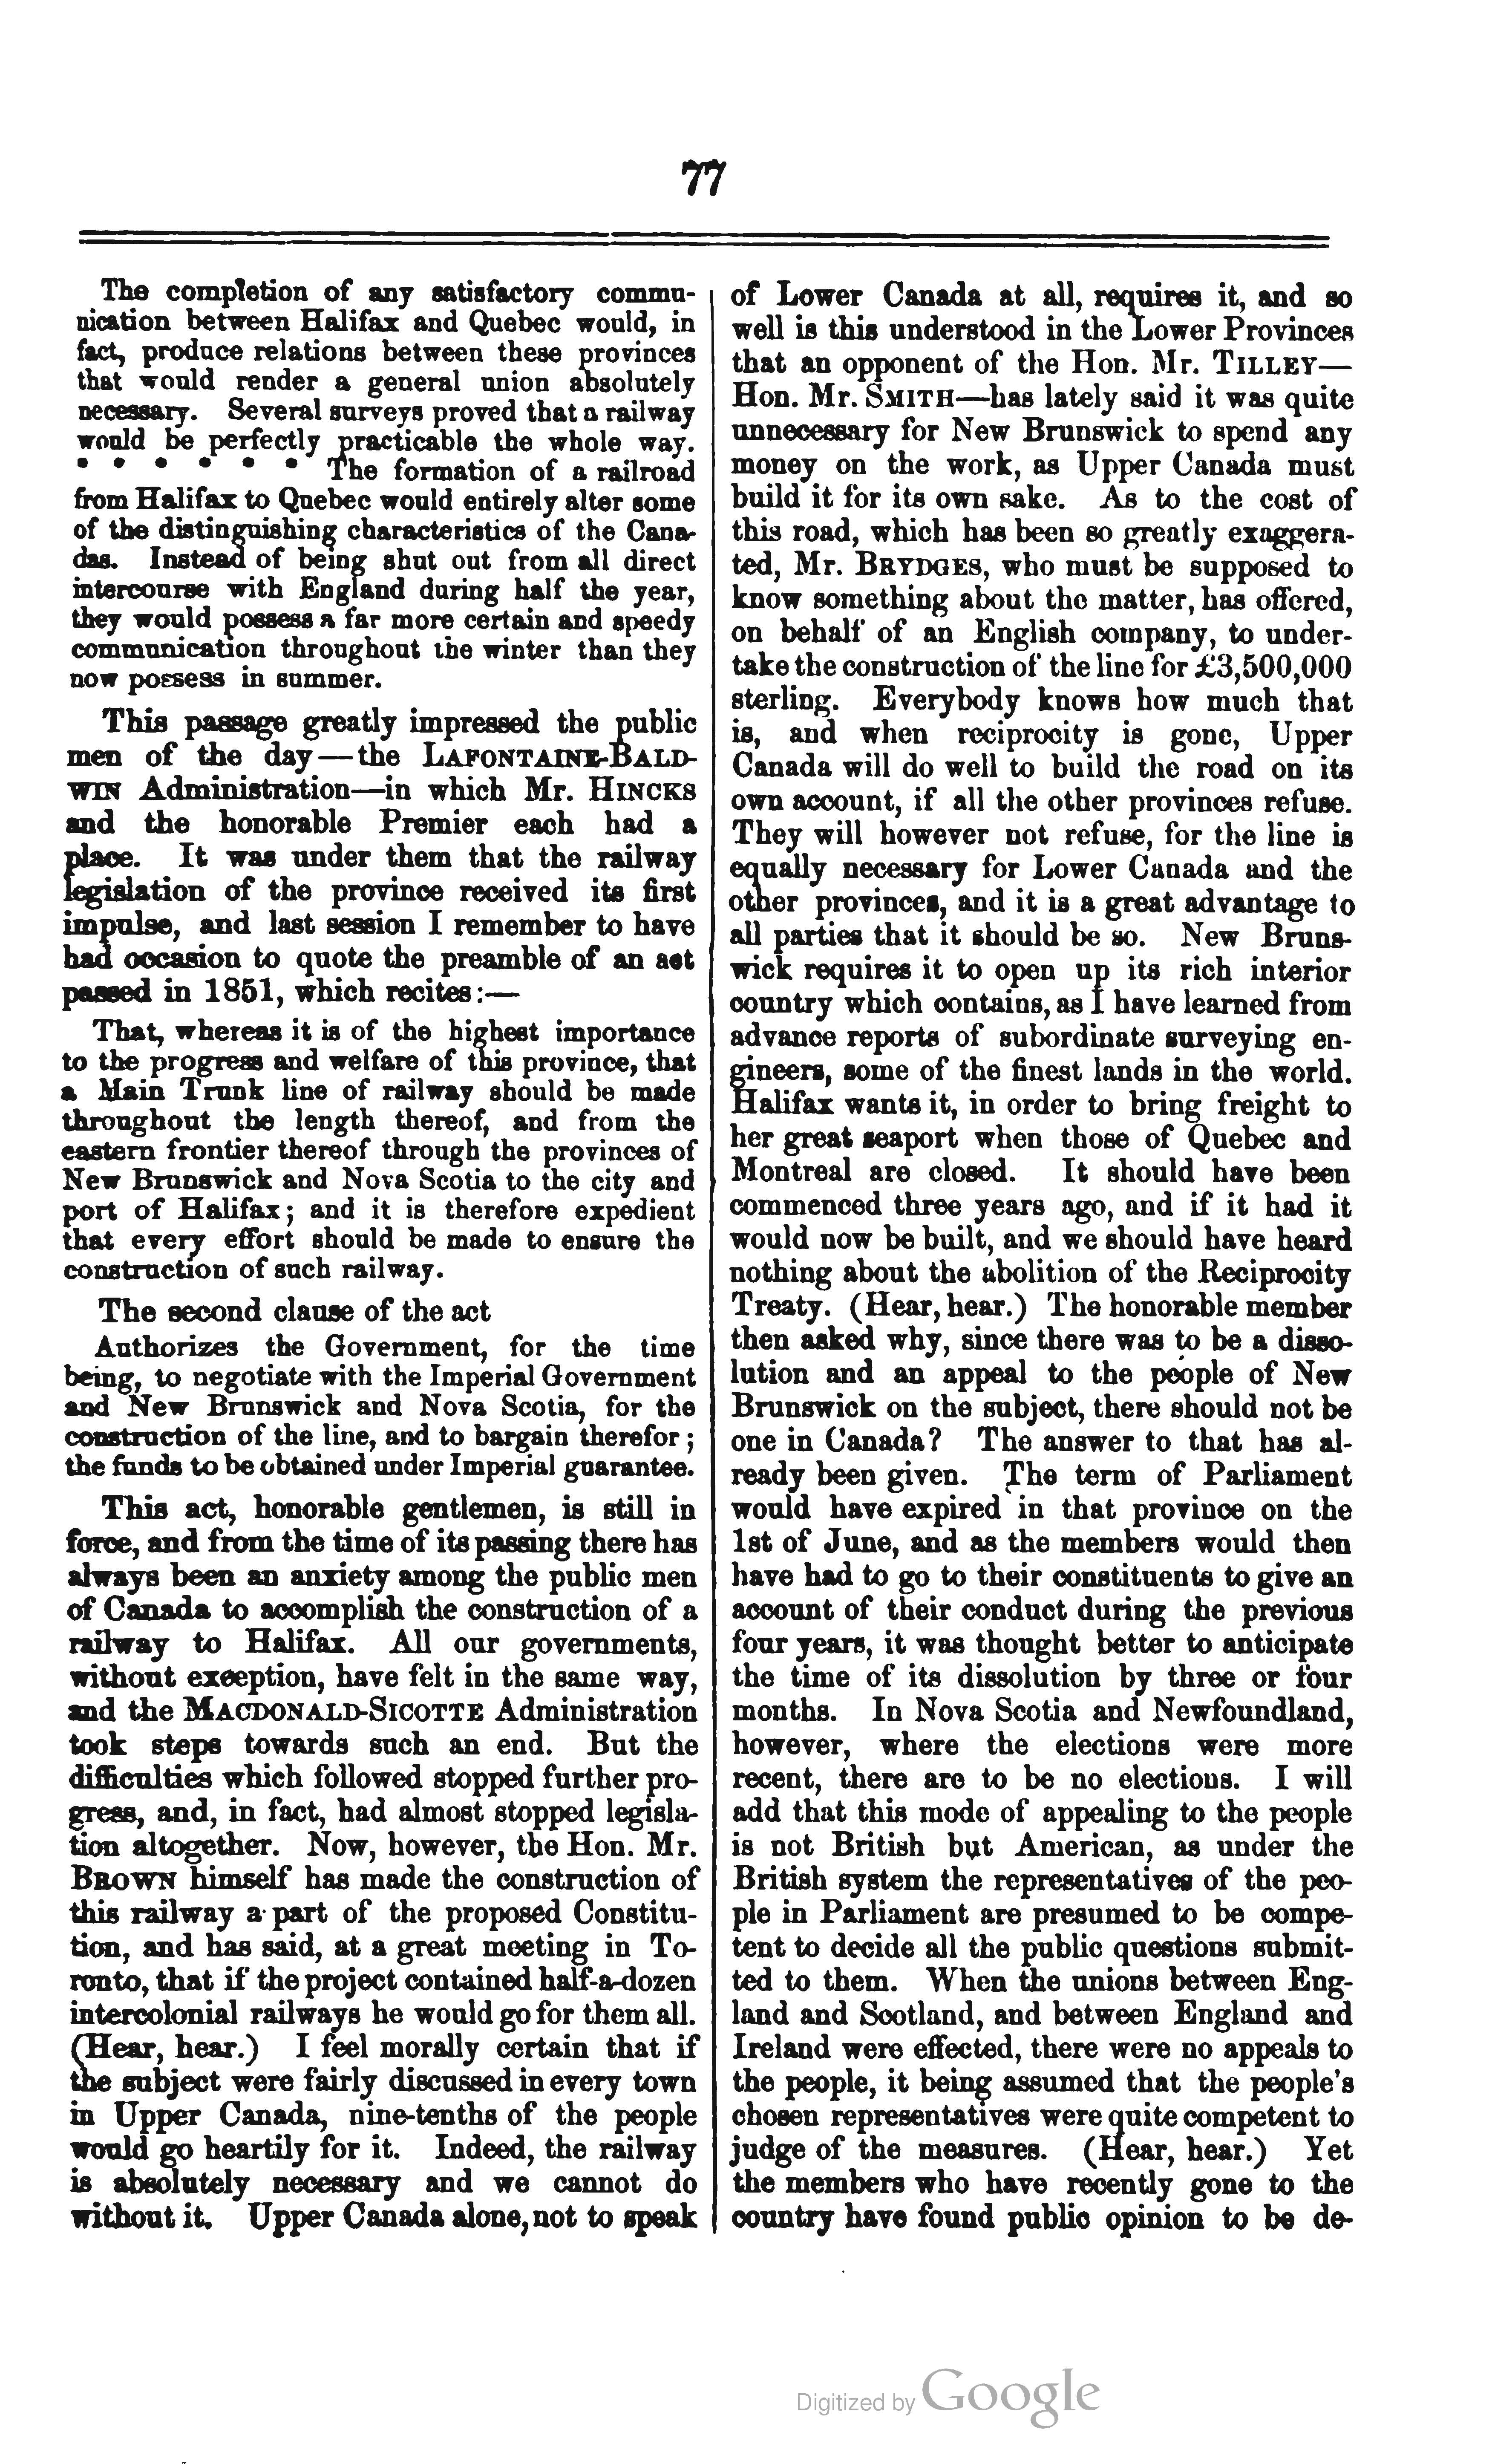 77
The completion of any satisfactory commu-
nication between Halifax and Quebec would, in
fact, produce relations between these provinces
that would render a general union absolutely
necessary. Several surveys proved that a railway
would be perfectly practicable the whole way.
* * * * * * The formation of a railroad
from Halifax to Quebec would entirely alter some
of the distinguishing characteristics of the Cana-
das. Instead of being shut out from all direct
intercourse with England during half the year,
they would possess a far more certain and speedy
communication throughout the winter than they
now possess in summer.
This passage greatly impressed the public
men of the day—the LAFONTAINE-BALD-
WIN Administration—in which Mr. HINCKS
and the honorable Premier each had a
place. It was under them that the railway
legislation of the province received its first
impulse, and last session I remember to have
had occasion to quote the preamble of an act
passed in 1851, which recites:—
That, whereas it is of the highest importance
to the progress and welfare of this province, that
a Main Trunk line of railway should be made
throughout the length thereof, and from the
eastern frontier thereof through the provinces of
New Brunswick and Nova Scotia to the city and
port of Halifax; and it is therefore expedient
that every effort should be made to ensure the
construction of such railway.
The second clause of the act
Authorizes the Government, for the time
being, to negotiate with the Imperial Government
and New Brunswick and Nova Scotia, for the
construction of the line, and to bargain therefor;
the funds to be obtained under Imperial guarantee.
This act, honorable gentlemen, is still in
force, and from the time of its passing there has
always been an anxiety among the public men
of Canada to accomplish the construction of a
railway to Halifax. All our governments,
without exception, have felt in the same way,
and the MACDONALD-SICOTTE Administration
took steps towards such an end. But the
difficulties which followed stopped further pro-
gress, and, in fact, had almost stopped legisla-
tion altogether. Now, however, the Hon. Mr.
BROWN himself has made the construction of
this railway a part of the proposed Constitu-
tion, and has said, at a great meeting in To-
ronto, that if the project contained half-a-dozen
intercolonial railways he would go for them all.
(Hear, hear.) I feel morally certain that if
the subject were fairly discussed in every town
in Upper Canada, nine-tenths of the people
would go heartily for it. Indeed, the railway
is absolutely necessary and we cannot do
without it. Upper Canada alone, not to speak
of Lower Canada at all, requires it, and so
well is this understood in the Lower Provinces
that an opponent of the Hon. Mr. TILLEY—
Hon. Mr. SMITH—has lately said it was quite
unnecessary for New Brunswick to spend any
money on the work, as Upper Canada must
build it for its own sake. As to the cost of
this road, which has been so greatly exaggera-
ted, Mr. BRYDGES, who must be supposed to
know something about the matter, has offered,
on behalf of an English company, to under-
take the construction of the line for £3,500,000
sterling. Everybody knows how much that
is, and when reciprocity is gone, Upper
Canada will do well to build the road on its
own account, if all the other provinces refuse.
They will however not refuse, for the line is
equally necessary for Lower Canada and the
other provinces, and it is a great advantage to
all parties that it should be so. New Bruns-
wick requires it to open up its rich interior
country which contains, as I have learned from
advance reports of subordinate surveying en-
gineers, some of the finest lands in the world.
Halifax wants it, in order to bring freight to
her great seaport when those of Quebec and
Montreal are closed. It should have been
commenced three years ago, and if it had it
would now be built, and we should have heard
nothing about the abolition of the Reciprocity
Treaty. (Hear, hear.) The honorable member
then asked why, since there was to be a disso-
lution and an appeal to the people of New
Brunswick on the subject, there should not be
one in Canada? The answer to that has al-
ready been given. The term of Parliament
would have expired in that province on the
1st of June, and as the members would then
have had to go to their constituents to give an
account of their conduct during the previous
four years, it was thought better to anticipate
the time of its dissolution by three or four
months. In Nova Scotia and Newfoundland,
however, where the elections were more
recent, there are to be no elections. I will
add that this mode of appealing to the people
is not British but American, as under the
British system the representatives of the peo-
ple in Parliament are presumed to be compe-
tent to decide all the public questions submit-
ted to them. When the unions between Eng-
land and Scotland, and between England and
Ireland were effected, there were no appeals to
the people, it being assumed that the people's
chosen representatives were quite competent to
judge of the measures. (Hear, hear.) Yet
the members who have recently gone to the
country have found public opinion to be de-
Digitized by Google